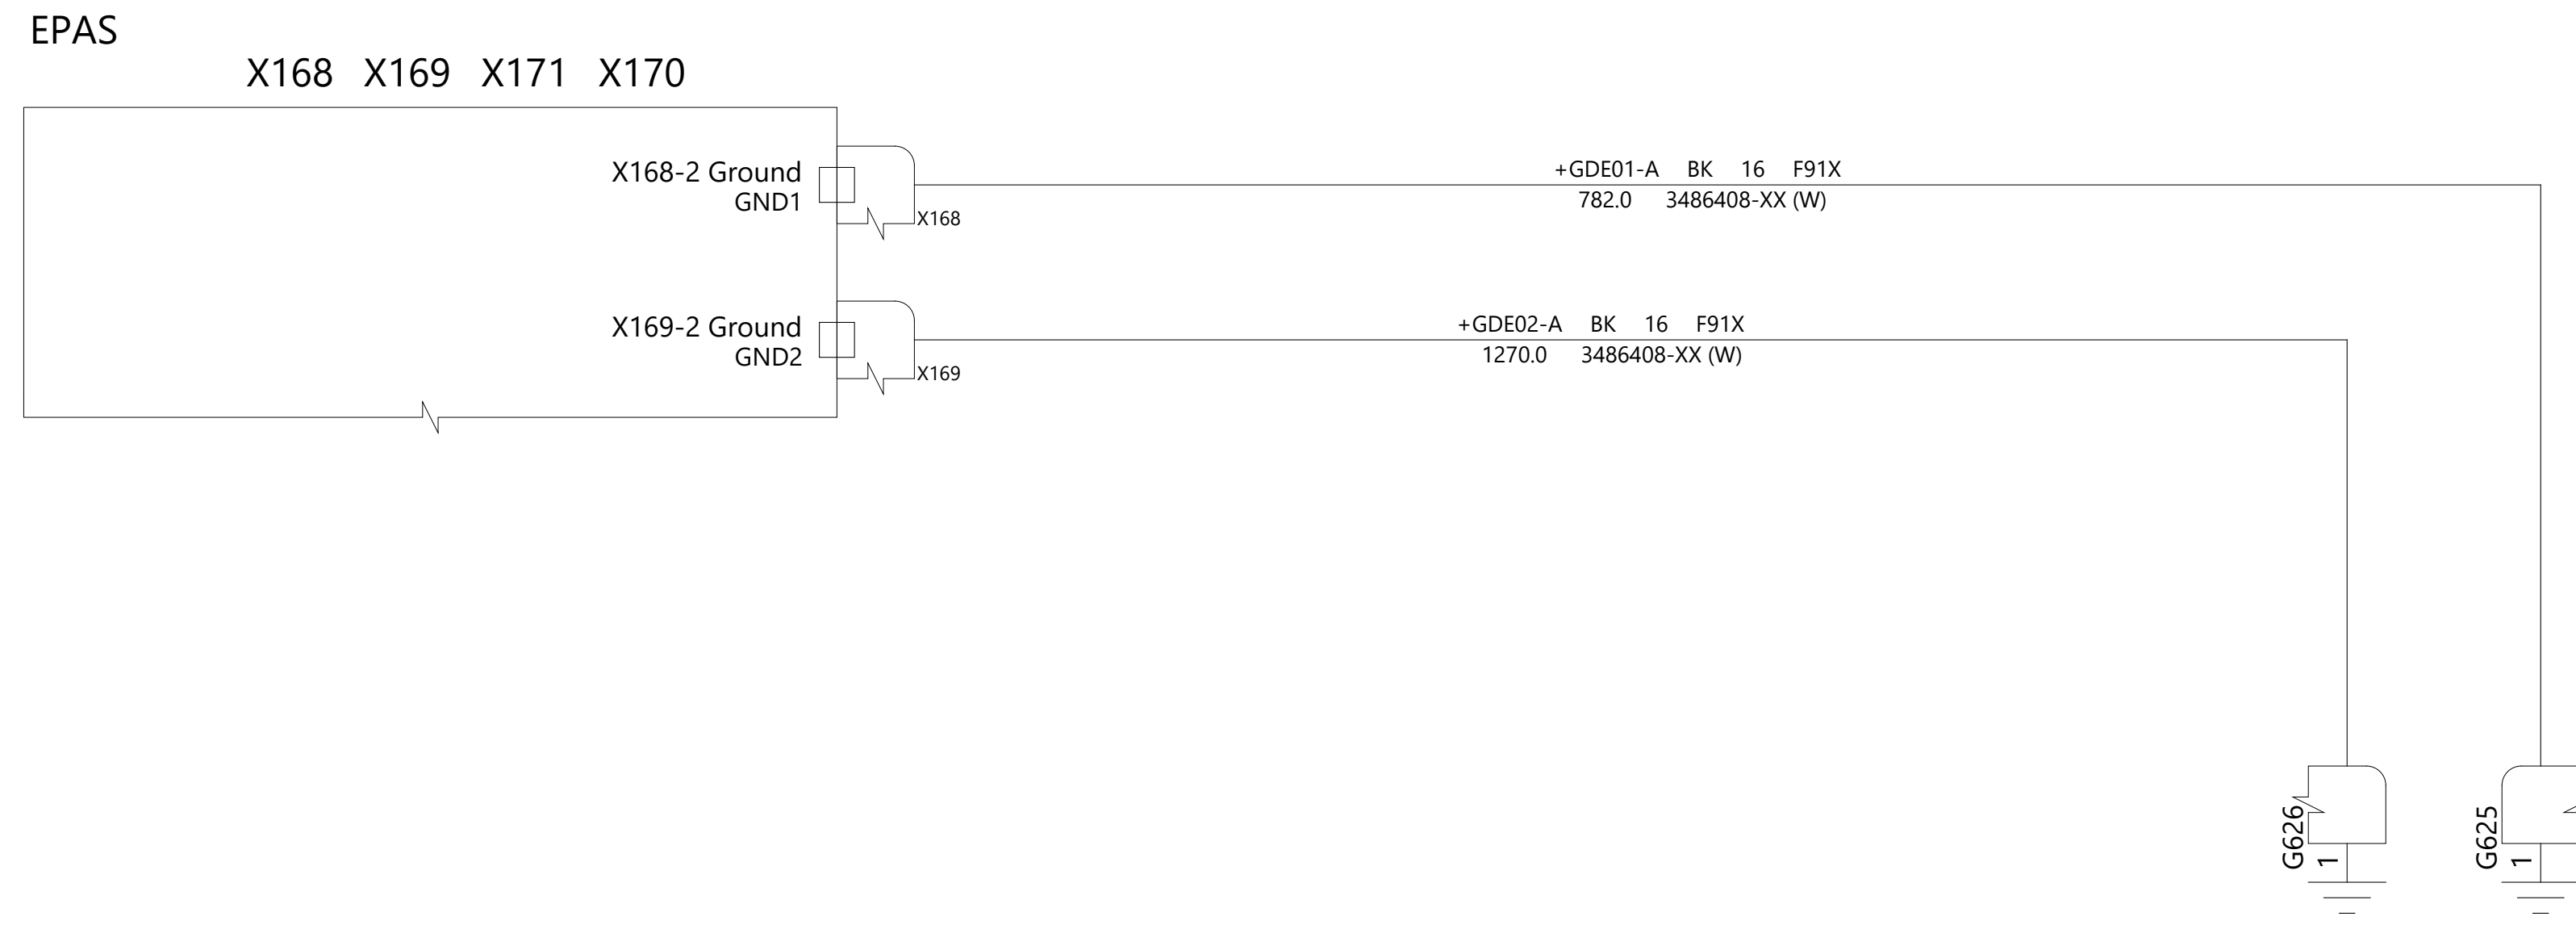 EPAS
X168 X169 X171 X170
X168-2 Ground
GND1
X168
+GDE01-A BK 16 F91X
782.0 3486408-XX (W)
X169-2 Ground
GND2
X169
+GDE02-A BK 16 F91X
1270.0 3486408-XX (W)
G626
1
G625
1